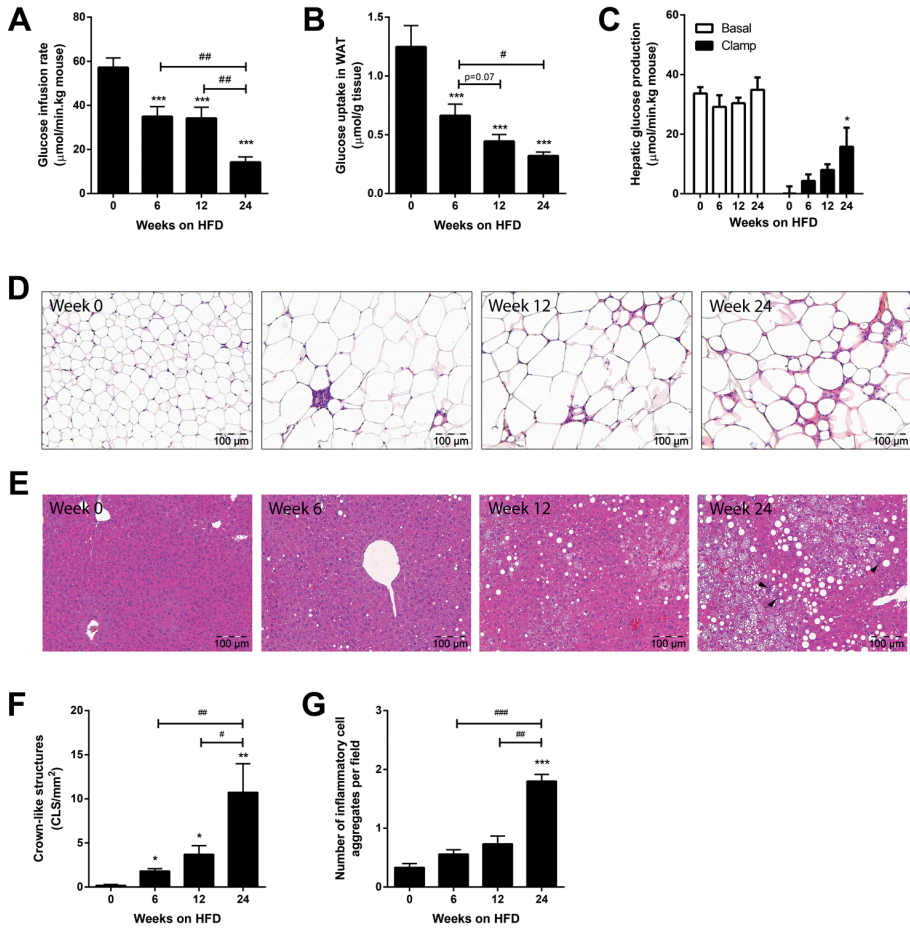 A
Glucose infusion rate
(μmol/min.kg mouse)
60
40
20
0
##
##
***
***
***
0 6 12 24
Weeks on HFD
B
Glucose uptake in WAT
(μmol/g tissue)
1.5
1.0
0.5
0.0
#
p=0.07
***
***
***
0 6 12 24
Weeks on HFD
C
Hepatic glucose production
(μmol/min.kg mouse)
60
40
20
0
Basal
Clamp
*
0 6 12 24 0 6 12 24
Weeks on HFD
D
Week 0
100 μm
100 μm
Week 12
100 μm
Week 24
100 μm
E
Week 0
100 μm
Week 6
100 μm
Week 12
100 μm
Week 24
100 μm
F
Crown-like structures
(CLS/mm²)
20
15
10
5
0
##
#
**
*
*
0 6 12 24
Weeks on HFD
G
Number of inflammatory cell
aggregates per field
3
2
1
0
###
##
***
0 6 12 24
Weeks on HFD